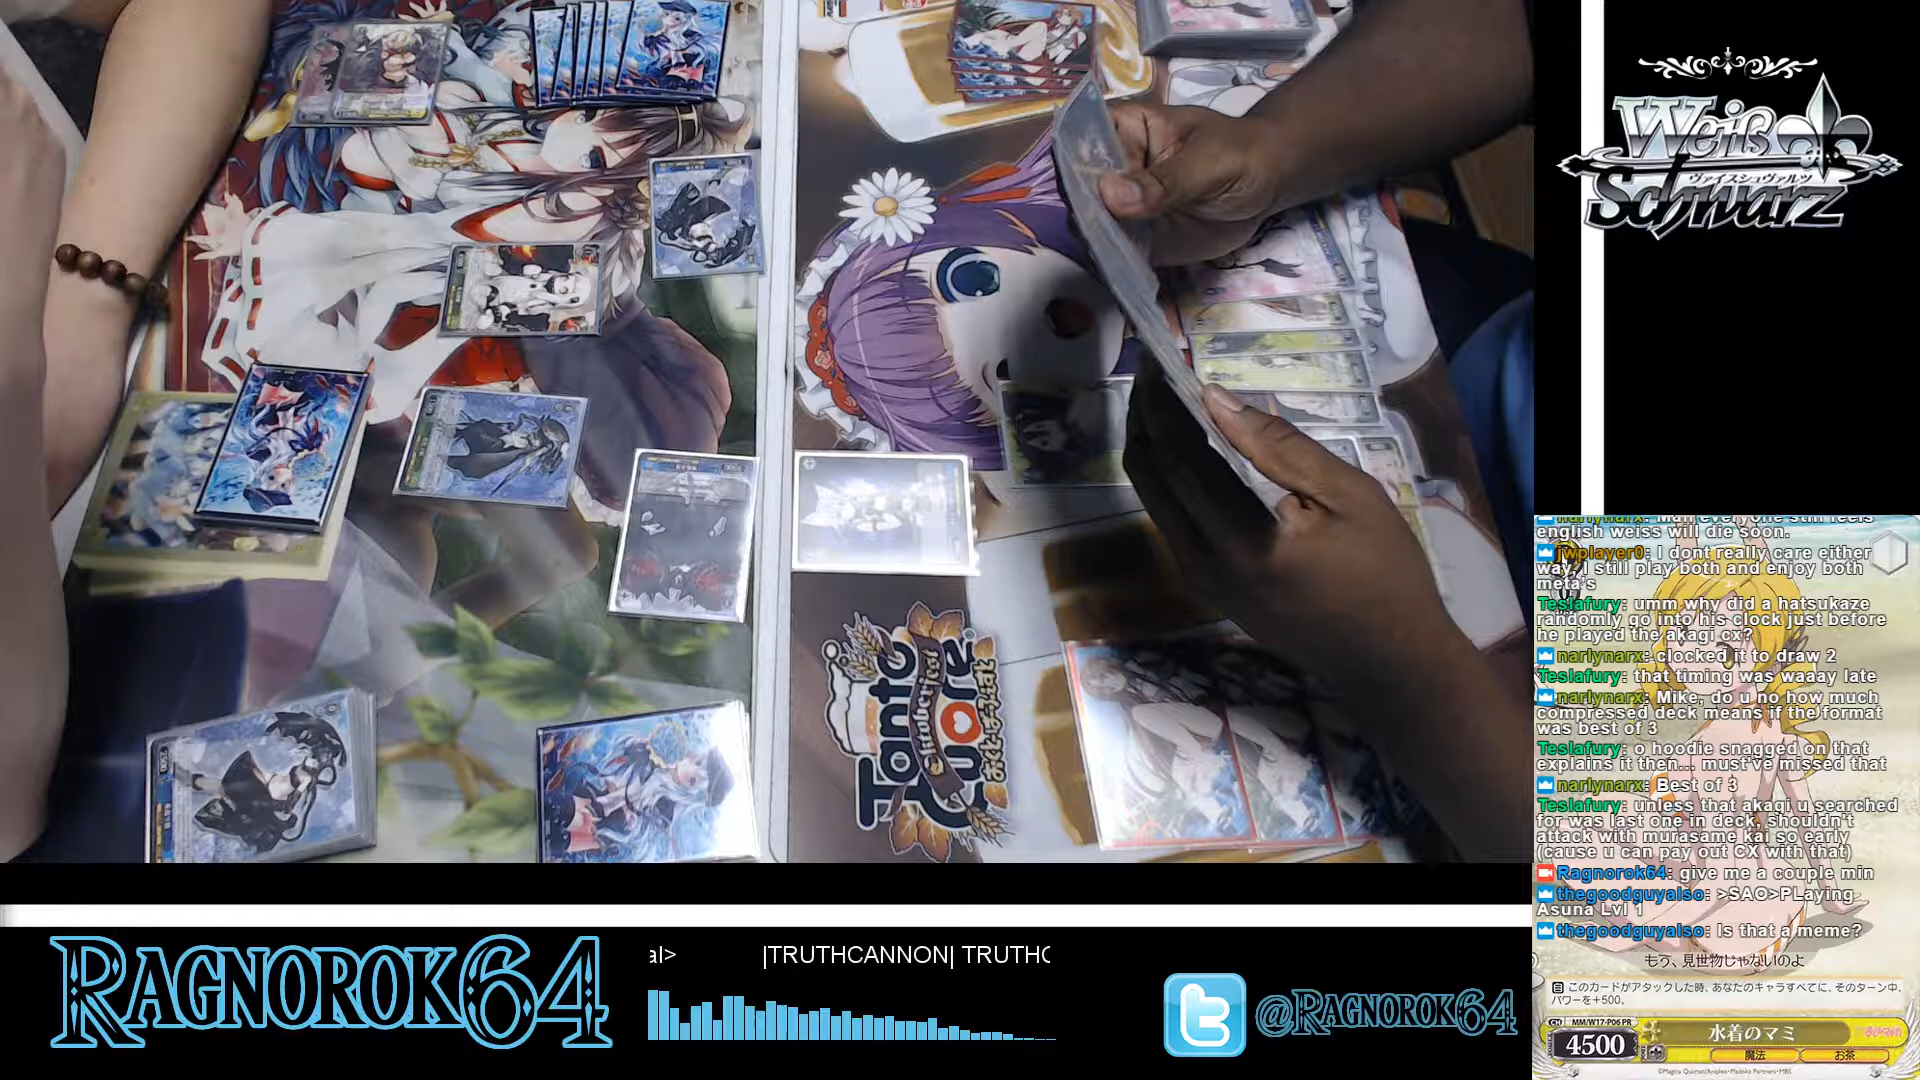 Weiß
ヴァイスシュヴァルツ
Schwarz
Tanto
Cuore
Oktoberfest
narlynarx: Man everyone still feels
english weiss will die soon.
jwplayer0: I dont really care either
way, I still play both and enjoy both
meta's
Teslafury: umm why did a hatsukaze
randomly go into his clock just before
he played the akagi cx?
narlynarx: clocked it to draw 2
Teslafury: that timing was waaay late
narlynarx: Mike, do u no how much
compressed deck means if the format
was best of 3
Teslafury: o hoodie snagged on that
explains it then... must've missed that
narlynarx: Best of 3
Teslafury: unless that akagi u searched
for was last one in deck, shouldn't
attack with murasame kai so early
(cause u can pay out CX with that)
Ragnorok64: give me a couple min
thegoodguyalso: >SAO>PLaying
Asuna Lvl 1
thegoodguyalso: Is that a meme?
もう、見世物じゃないのよ
このカードがアタックした時、あなたのキャラすべてに、そのターン中、
パワーを+500。
MM/W17-P06 PR
水着のマミ
4500
魔法
お茶
RAGNOROK64
al>
|TRUTHCANNON| TRUTHC
@RAGNOROK64